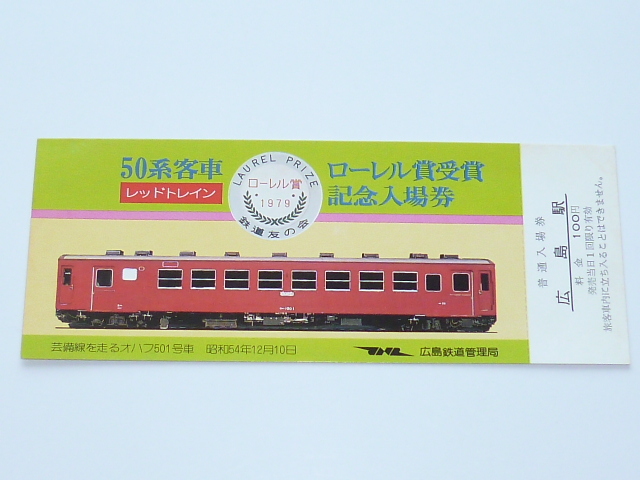 50系客車
レッドトレイン
LAUREL PRIZE
ローレル賞
1979
鉄道友の会
ローレル賞受賞
記念入場券
芸備線を走るオハフ501号車 昭和54年12月10日
広島鉄道管理局
普通入場券
広島駅
料金 100円
発売当日1回限り有効
旅客車内に立ち入ることはできません。